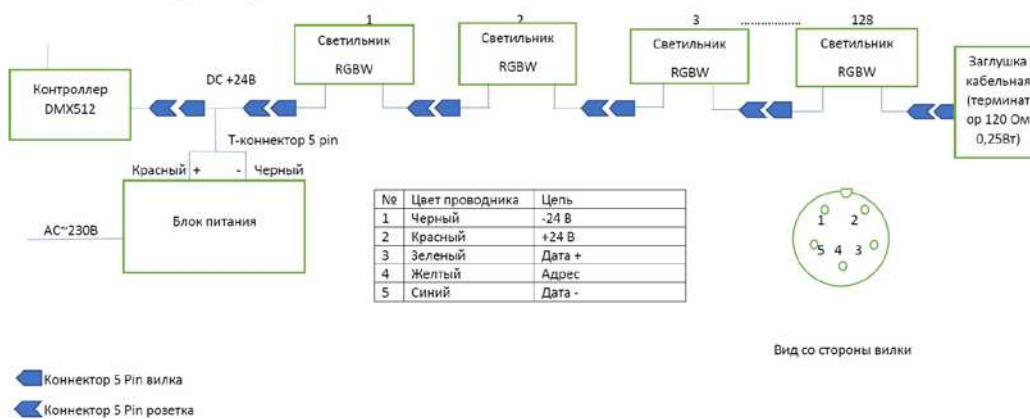 1
2
3
..............
128
Светильник
RGBW
Светильник
RGBW
Светильник
RGBW
Светильник
RGBW
Контроллер
DMX512
DC +24В
Заглушка
кабельная
(терминат
ор 120 Ом
0,25Вт)
Т-коннектор 5 pin
Красный + - Черный
Блок питания
AC~230В
№ Цвет проводника Цепь
1 Черный -24 В
2 Красный +24 В
3 Зеленый Дата +
4 Желтый Адрес
5 Синий Дата -
1 2
5 4 3
Вид со стороны вилки
Коннектор 5 Pin вилка
Коннектор 5 Pin розетка